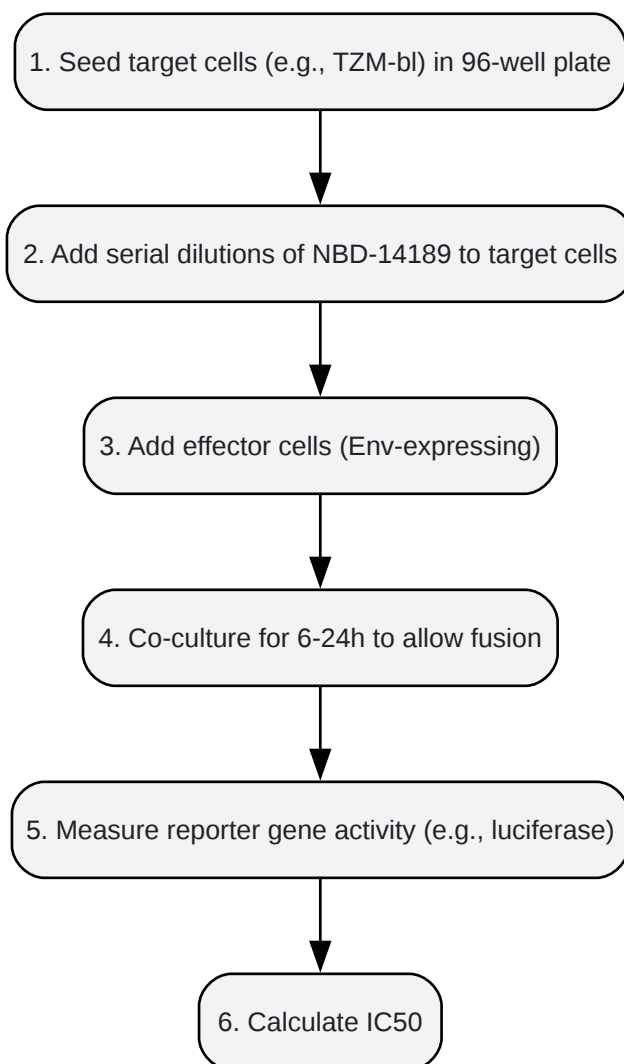 1. Seed target cells (e.g., TZM-bl) in 96-well plate
2. Add serial dilutions of NBD-14189 to target cells
3. Add effector cells (Env-expressing)
4. Co-culture for 6-24h to allow fusion
5. Measure reporter gene activity (e.g., luciferase)
6. Calculate IC50